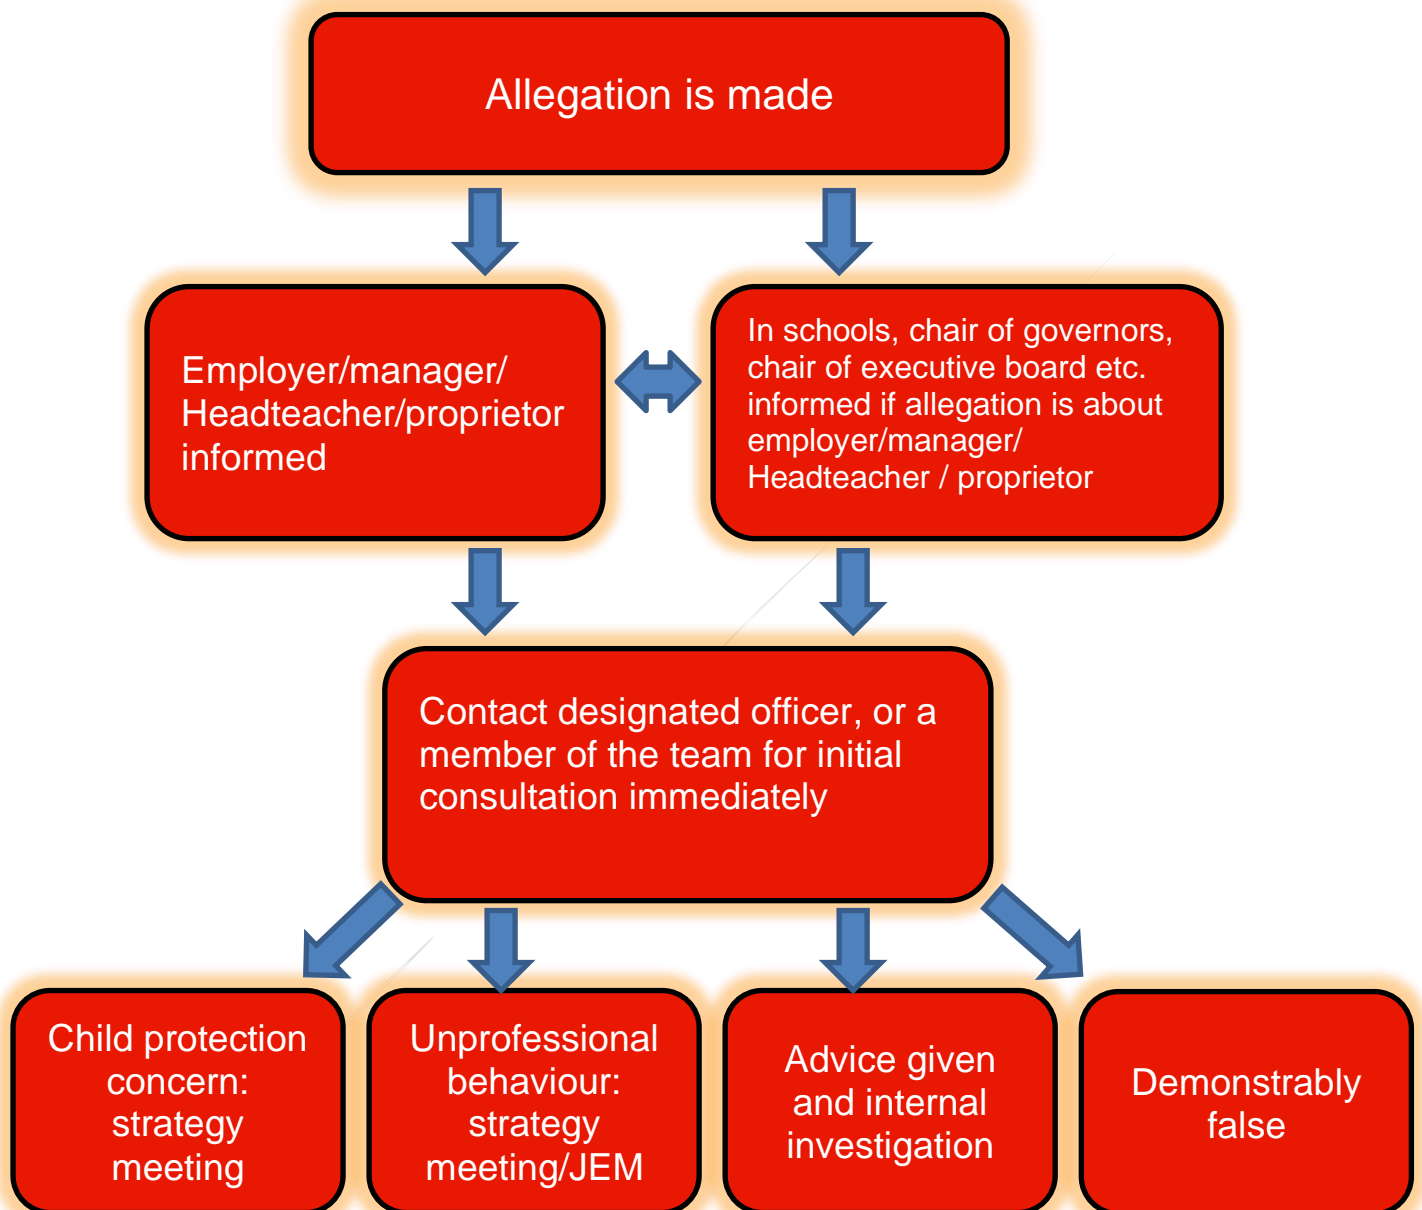 Allegation is made
Employer/manager/
Headteacher/proprietor
informed
In schools, chair of governors,
chair of executive board etc.
informed if allegation is about
employer/manager/
Headteacher / proprietor
Contact designated officer, or a
member of the team for initial
consultation immediately
Child protection
concern:
strategy
meeting
Unprofessional
behaviour:
strategy
meeting/JEM
Advice given
and internal
investigation
Demonstrably
false